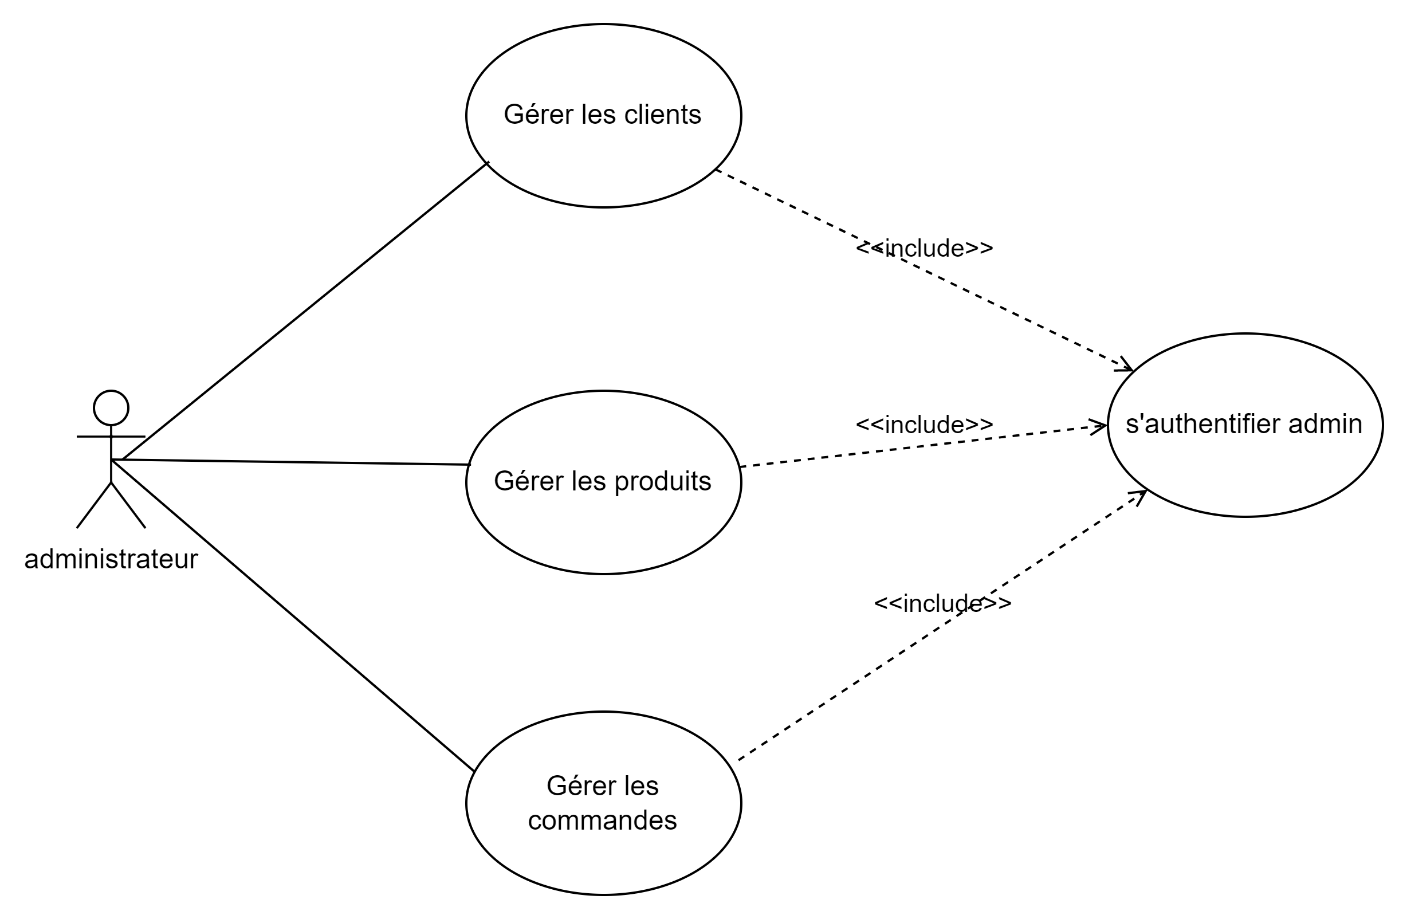 Gérer les clients
<<include>>
<<include>>
s'authentifier admin
Gérer les produits
administrateur
<<include>>
Gérer les
commandes